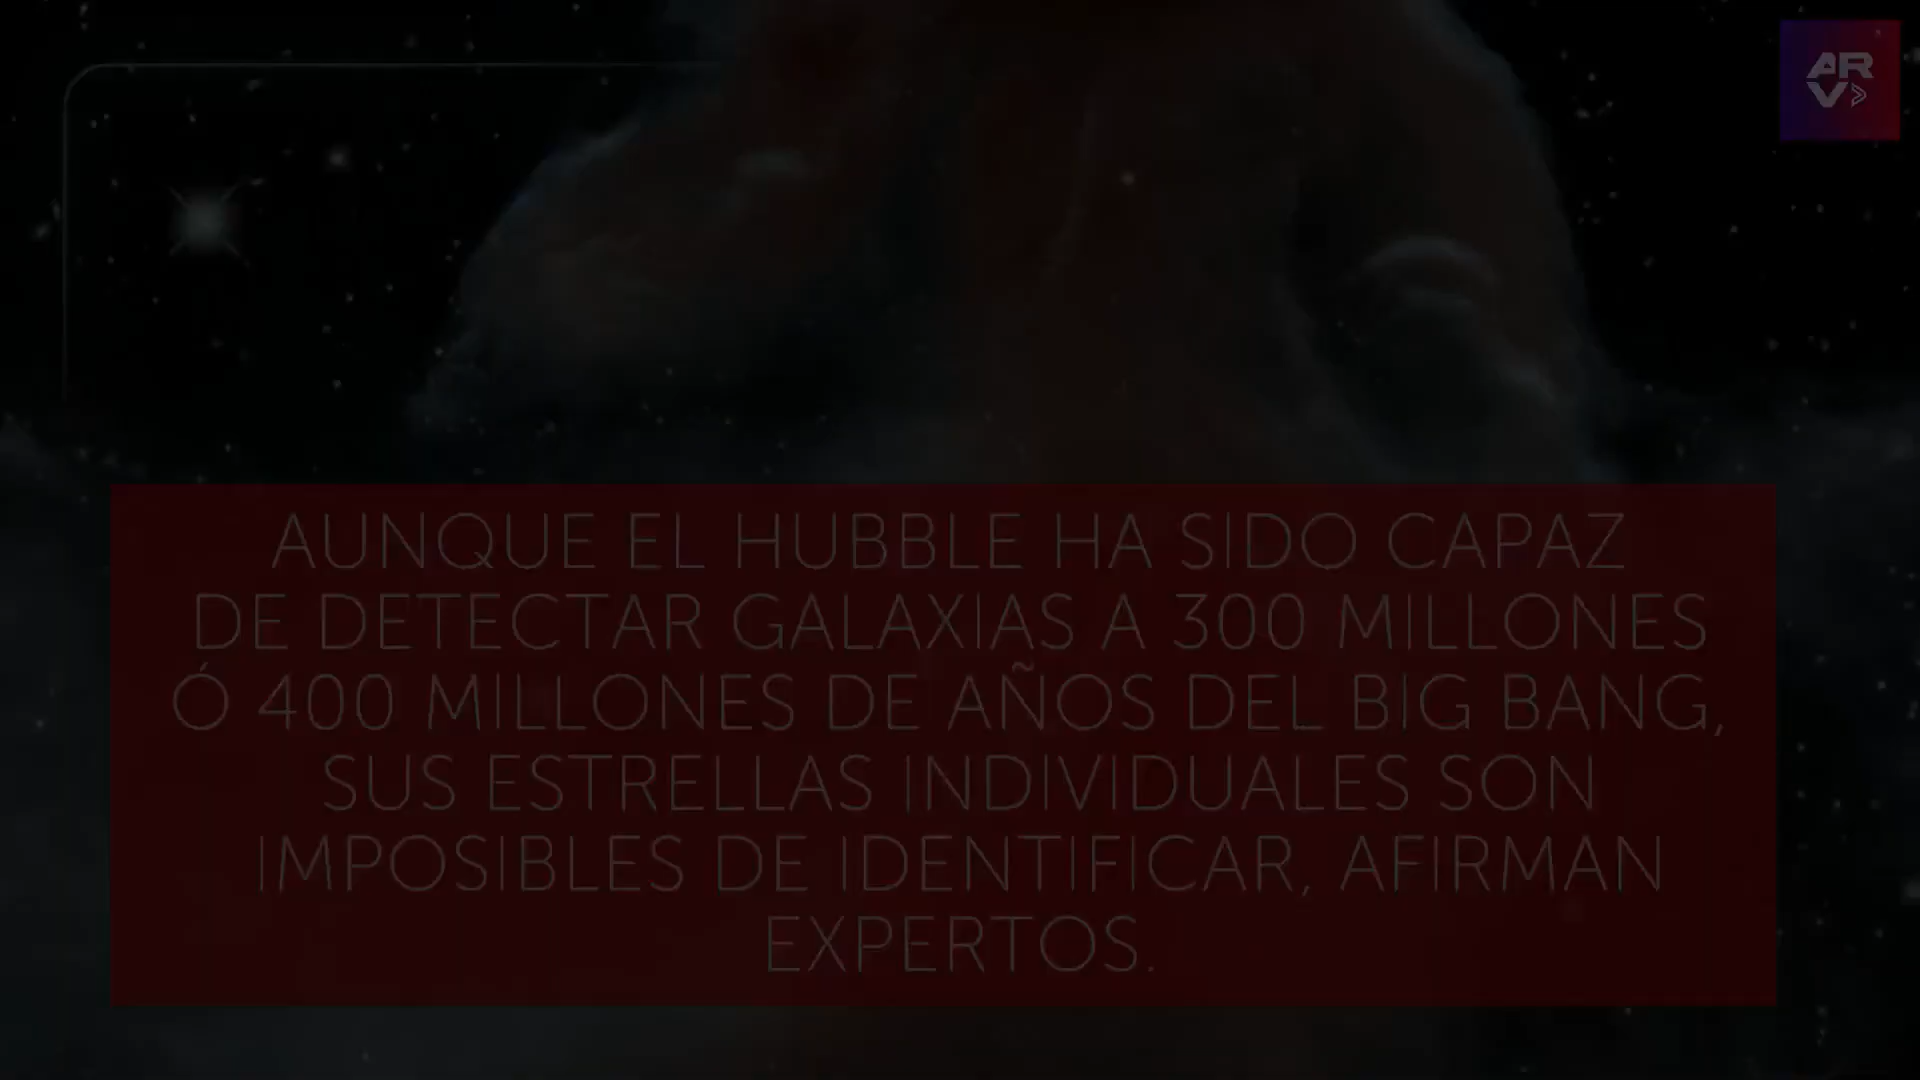 ARV
AUNQUE EL HUBBLE HA SIDO CAPAZ
DE DETECTAR GALAXIAS A 300 MILLONES
Ó 400 MILLONES DE AÑOS DEL BIG BANG,
SUS ESTRELLAS INDIVIDUALES SON
IMPOSIBLES DE IDENTIFICAR, AFIRMAN
EXPERTOS.